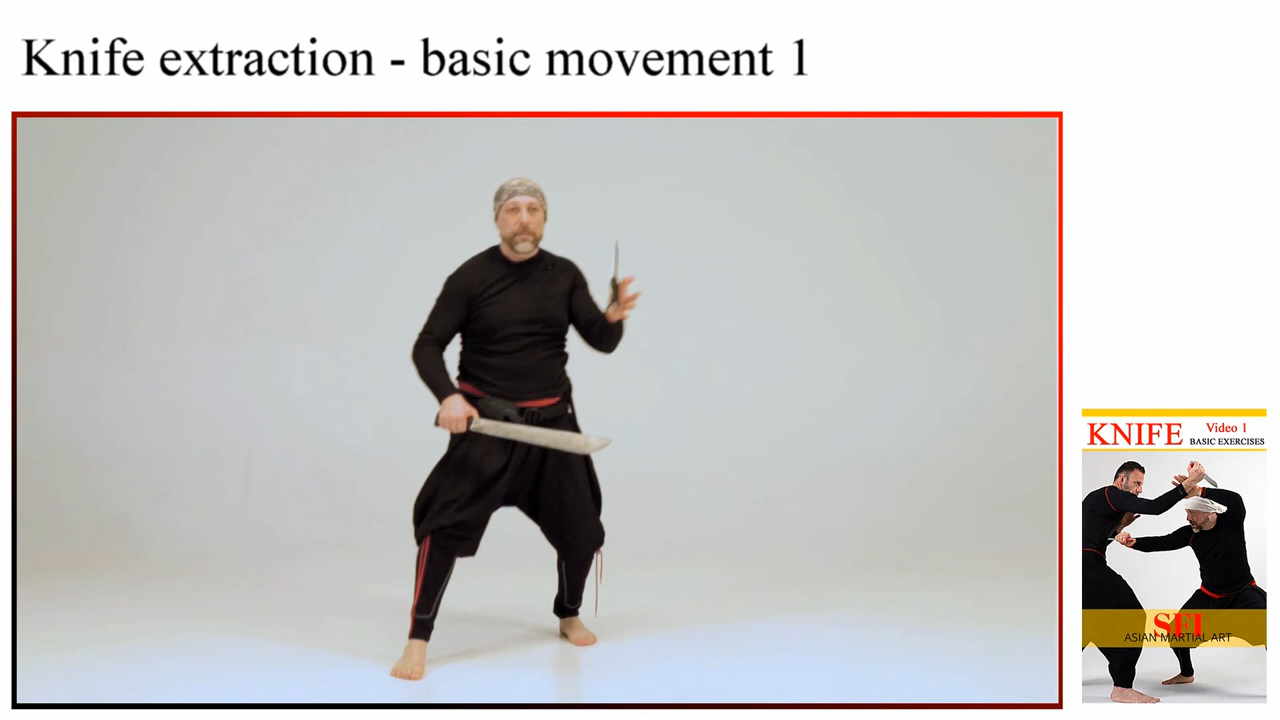 Knife extraction - basic movement 1
KNIFE
Video 1
BASIC EXERCISES
SFI
ASIAN MARTIAL ART